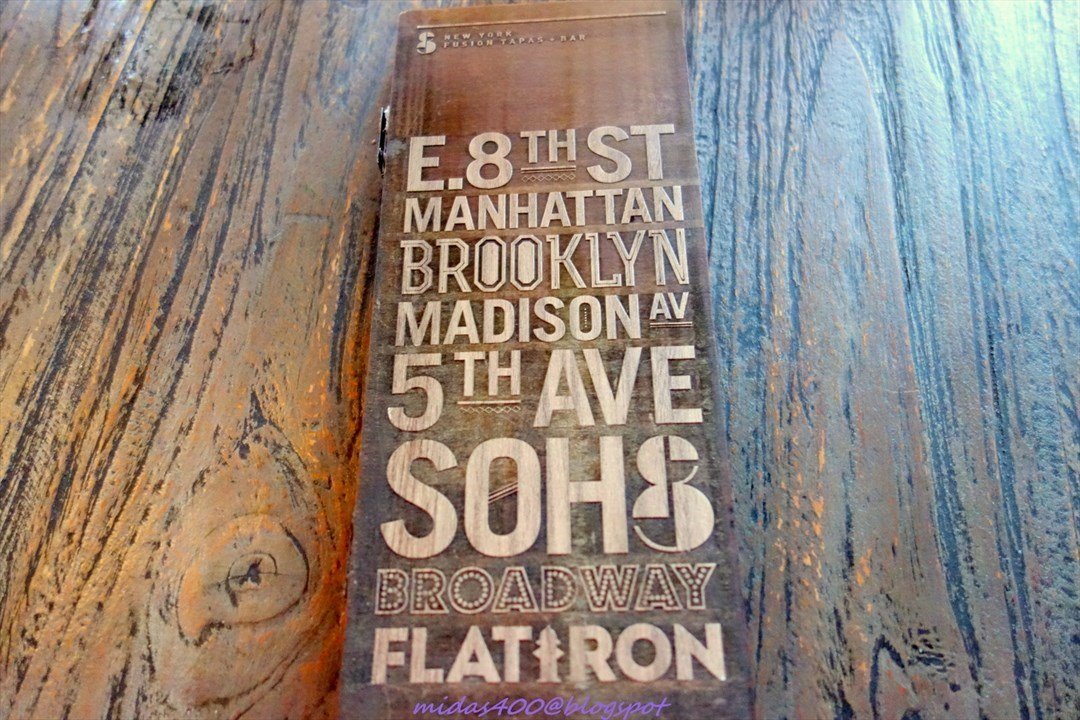 NEW YORK
FUSION TAPAS + BAR
E.8TH ST
MANHATTAN
BROOKLYN
MADISON AV
5TH AVE
SOH8
BROADWAY
FLATIRON
midas400@blogspot